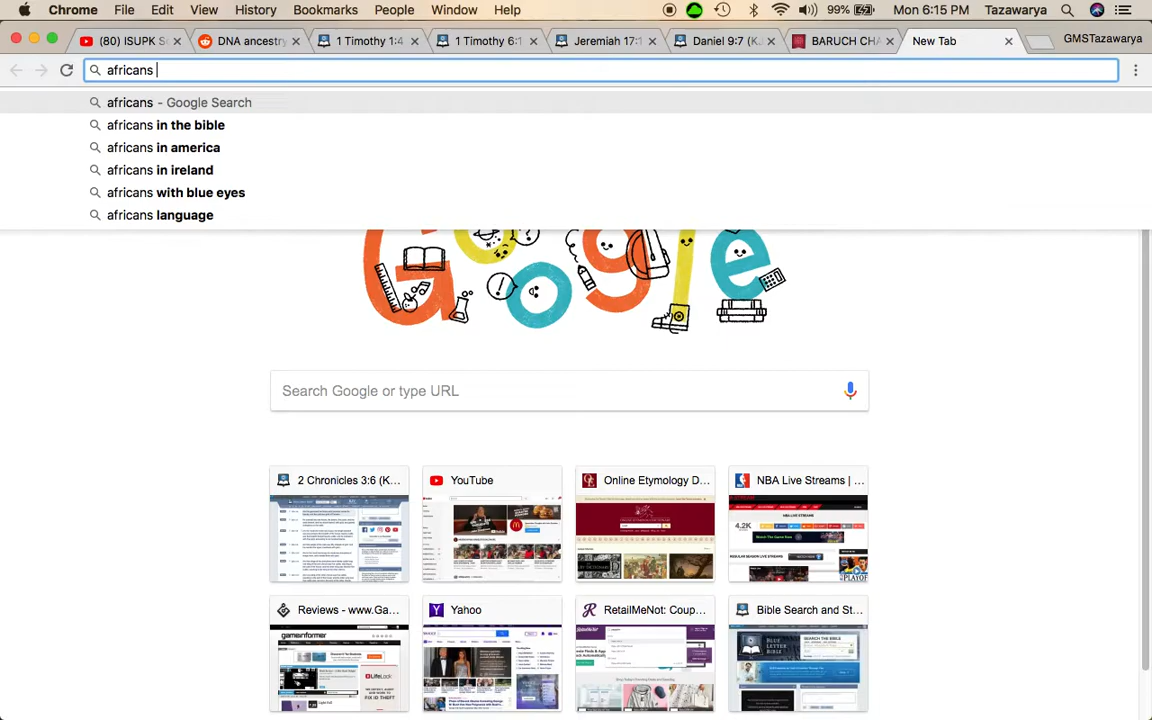 Chrome File Edit View History Bookmarks People Window Help 99% Mon 6:15 PM Tazawarya
(80) ISUPK S DNA ancestry 1 Timothy 1:4 1 Timothy 6:1 Jeremiah 17:1 Daniel 9:7 (K BARUCH CHA New Tab GMSTazawarya
africans
africans - Google Search
africans in the bible
africans in america
africans in ireland
africans with blue eyes
africans language
Google
Search Google or type URL
2 Chronicles 3:6 (K... YouTube Online Etymology D... NBA Live Streams | ...
Reviews - www.Ga... Yahoo RetailMeNot: Coup... Bible Search and St...